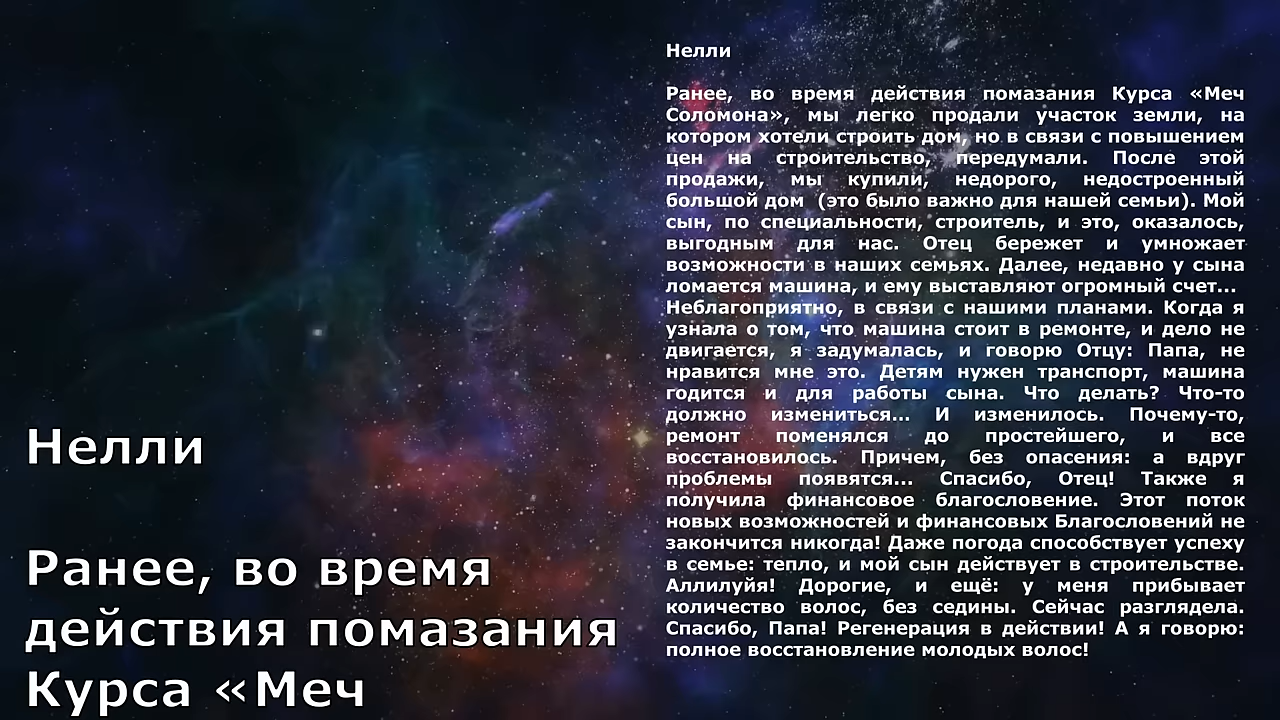 Нелли
Ранее, во время
действия помазания
Курса «Меч
Нелли
Ранее, во время действия помазания Курса «Меч
Соломона», мы легко продали участок земли, на
котором хотели строить дом, но в связи с повышением
цен на строительство, передумали. После этой
продажи, мы купили, недорого, недостроенный
большой дом (это было важно для нашей семьи). Мой
сын, по специальности, строитель, и это, оказалось,
выгодным для нас. Отец бережет и умножает
возможности в наших семьях. Далее, недавно у сына
ломается машина, и ему выставляют огромный счет...
Неблагоприятно, в связи с нашими планами. Когда я
узнала о том, что машина стоит в ремонте, и дело не
двигается, я задумалась, и говорю Отцу: Папа, не
нравится мне это. Детям нужен транспорт, машина
годится и для работы сына. Что делать? Что-то
должно измениться... И изменилось. Почему-то,
ремонт поменялся до простейшего, и все
восстановилось. Причем, без опасения: а вдруг
проблемы появятся... Спасибо, Отец! Также я
получила финансовое благословение. Этот поток
новых возможностей и финансовых Благословений не
закончится никогда! Даже погода способствует успеху
в семье: тепло, и мой сын действует в строительстве.
Аллилуйя! Дорогие, и ещё: у меня прибывает
количество волос, без седины. Сейчас разглядела.
Спасибо, Папа! Регенерация в действии! А я говорю:
полное восстановление молодых волос!